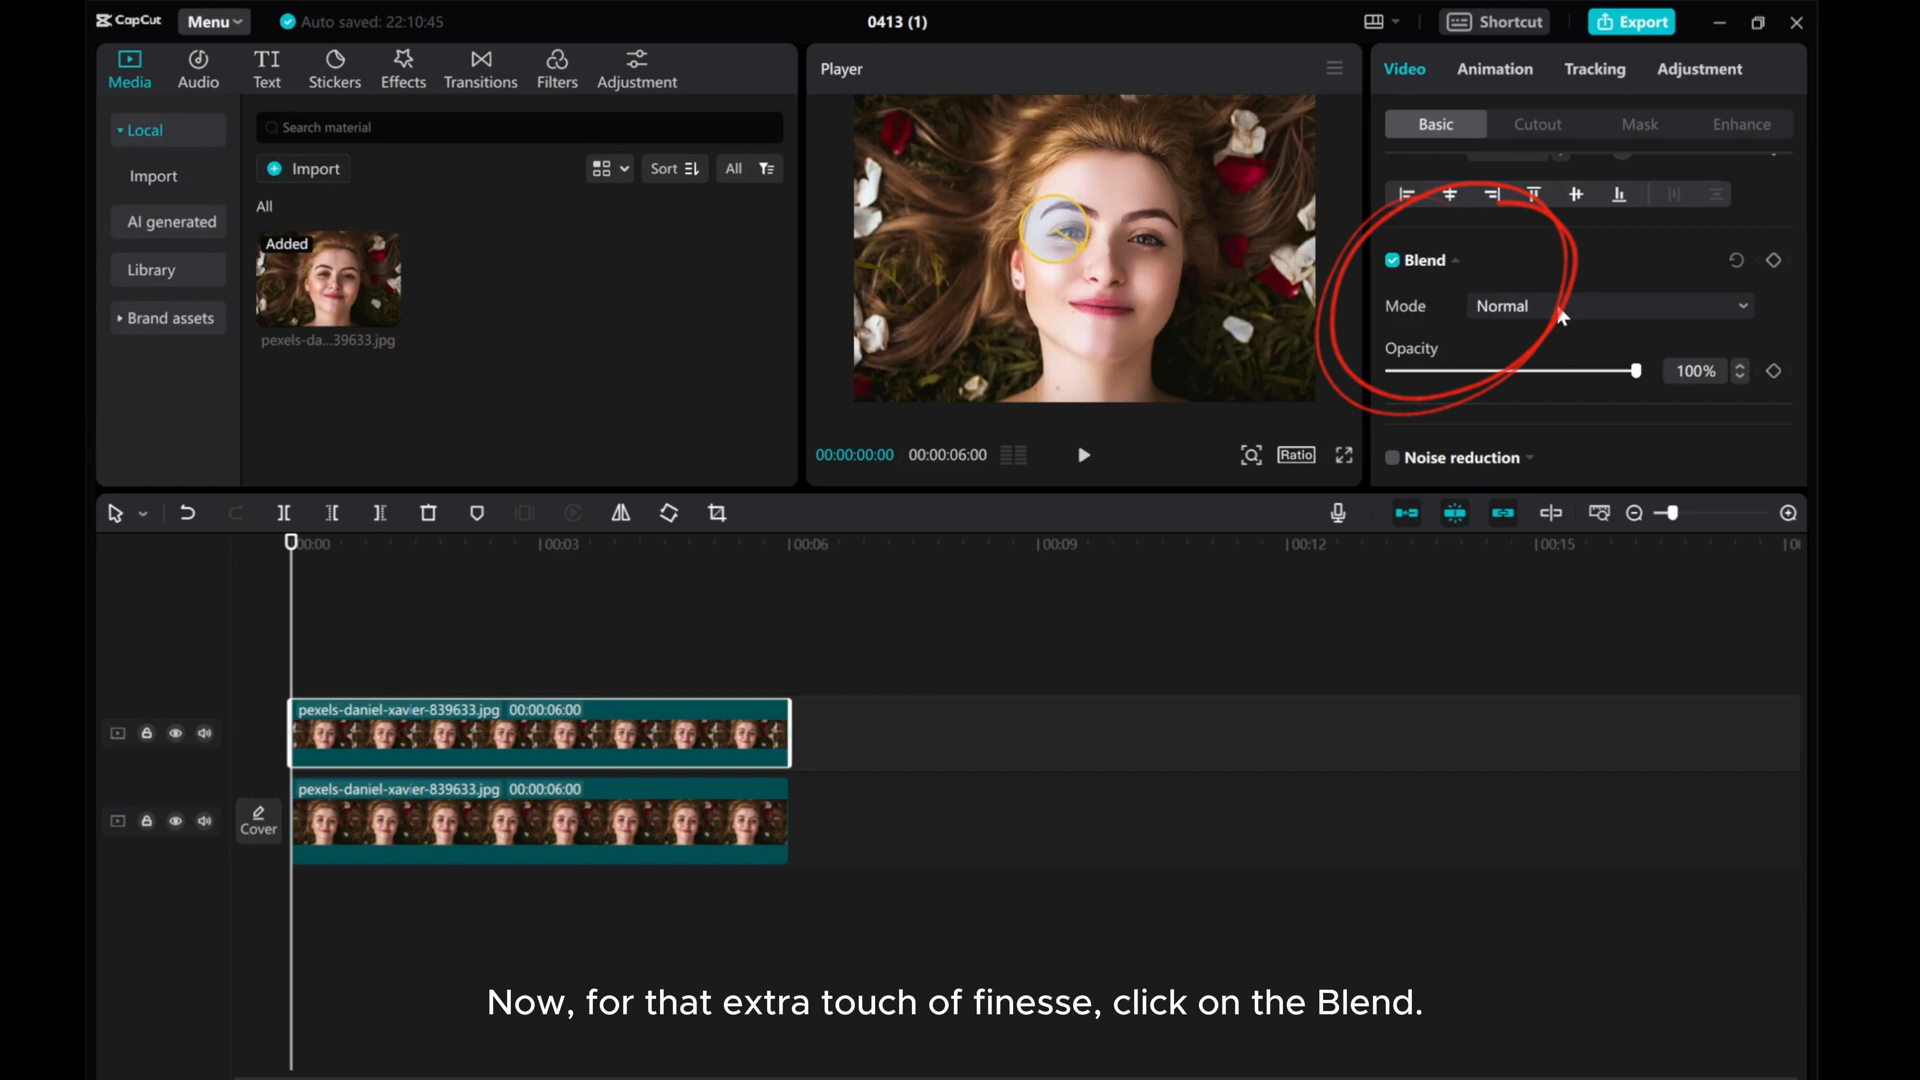 CapCut
Menu
Auto saved: 22:10:45
0413 (1)
Shortcut
Export
Media
Audio
TI
Text
Stickers
Effects
Transitions
Filters
Adjustment
Local
Import
AI generated
Library
Brand assets
Search material
Import
Sort
All
All
Added
pexels-da...39633.jpg
Player
00:00:00:00
00:00:06:00
Ratio
Video
Animation
Tracking
Adjustment
Basic
Cutout
Mask
Enhance
Blend
Mode
Normal
Opacity
100%
Noise reduction
00:00
00:03
00:06
00:09
00:12
00:15
pexels-daniel-xavier-839633.jpg 00:00:06:00
pexels-daniel-xavier-839633.jpg 00:00:06:00
Cover
Now, for that extra touch of finesse, click on the Blend.